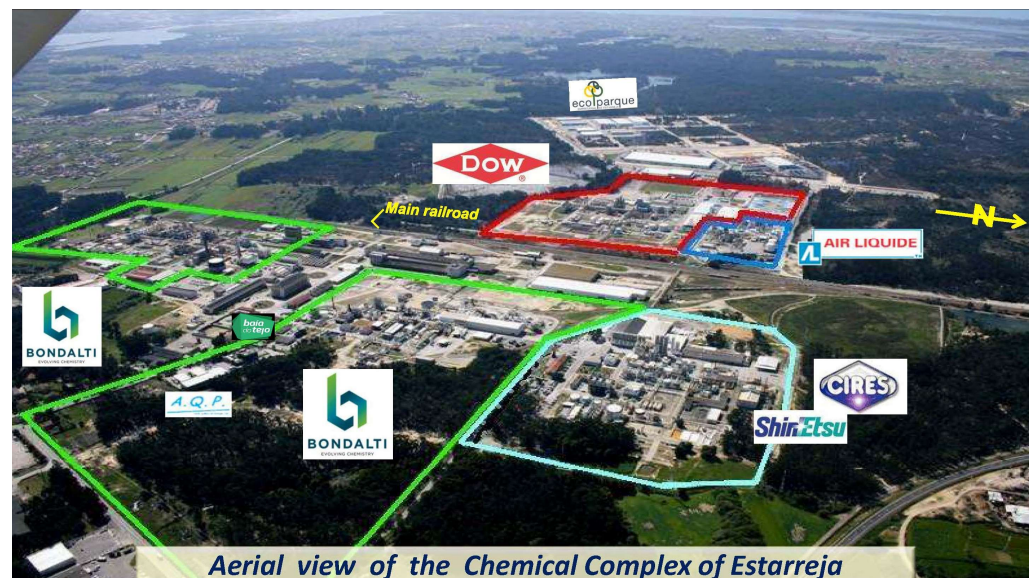 ecoparque
DOW
Main railroad
N
AIR LIQUIDE
BONDALTI
EVOLVING CHEMISTRY
baía
do tejo
A.Q.P.
BONDALTI
EVOLVING CHEMISTRY
CIRES
ShinEtsu
Aerial view of the Chemical Complex of Estarreja